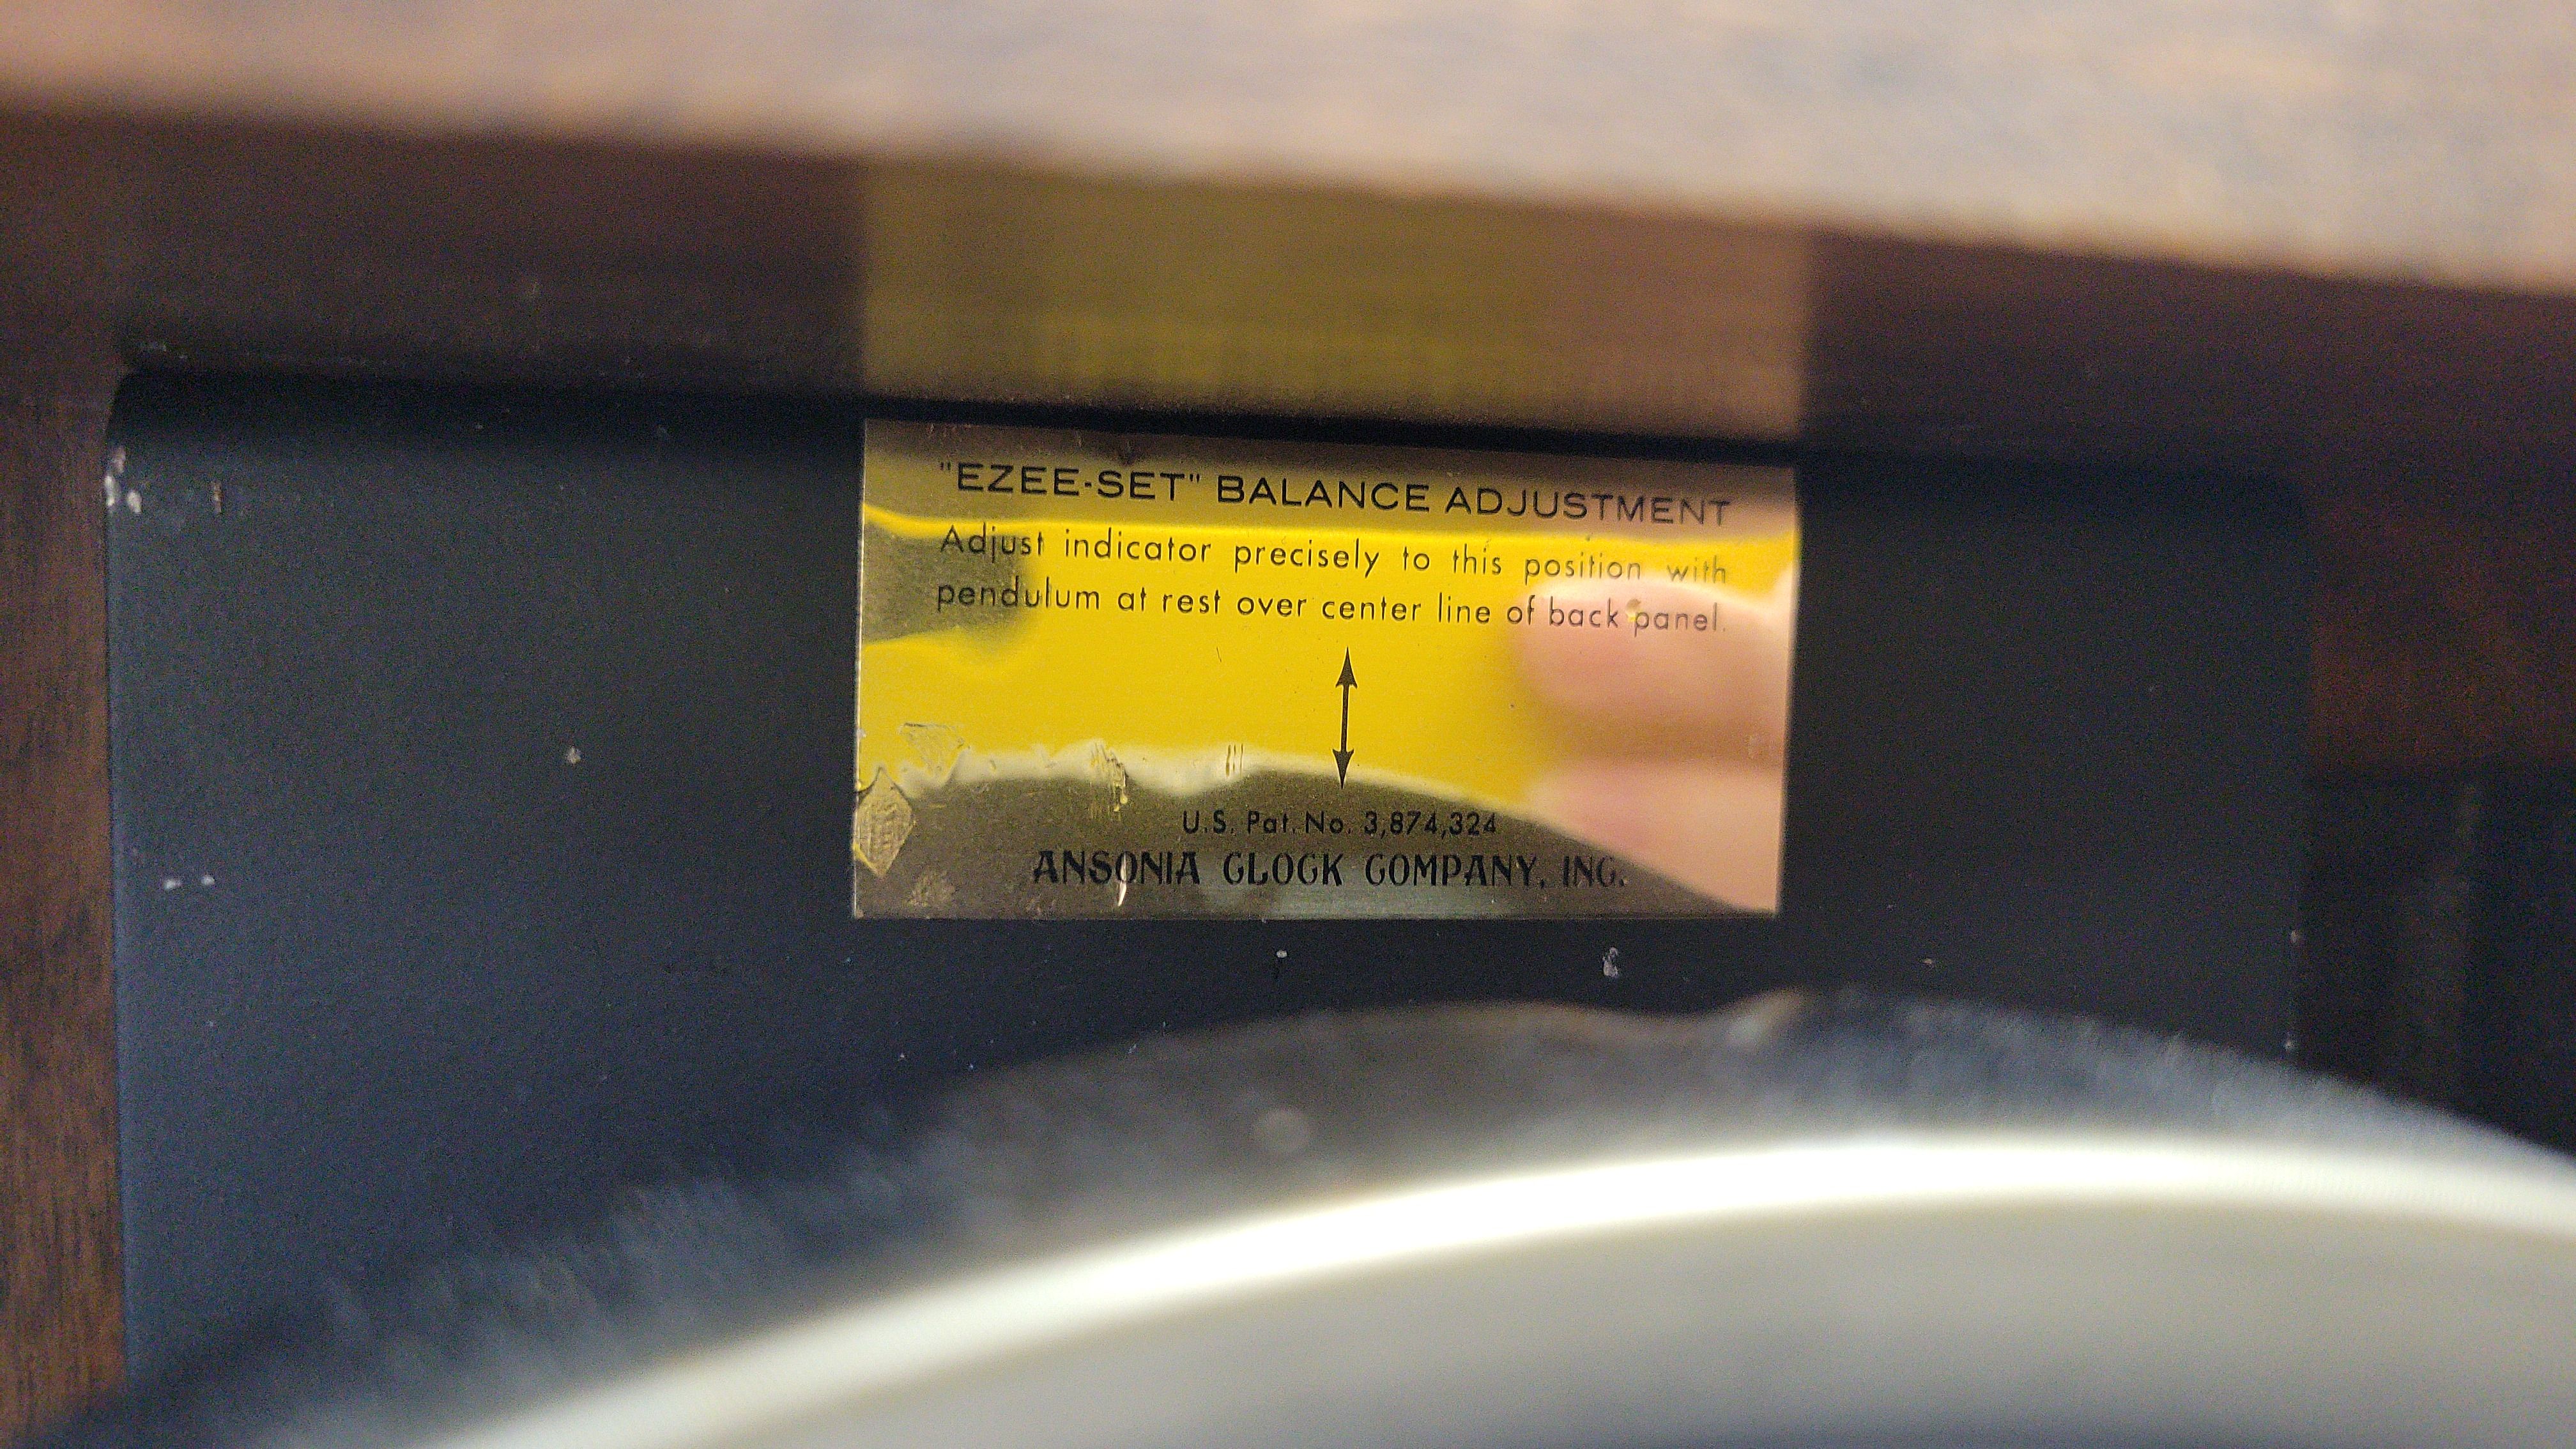 "EZEE-SET" BALANCE ADJUSTMENT
Adjust indicator precisely to this position with
pendulum at rest over center line of back panel.
U.S. Pat. No. 3,874,324
ANSONIA CLOCK COMPANY, INC.